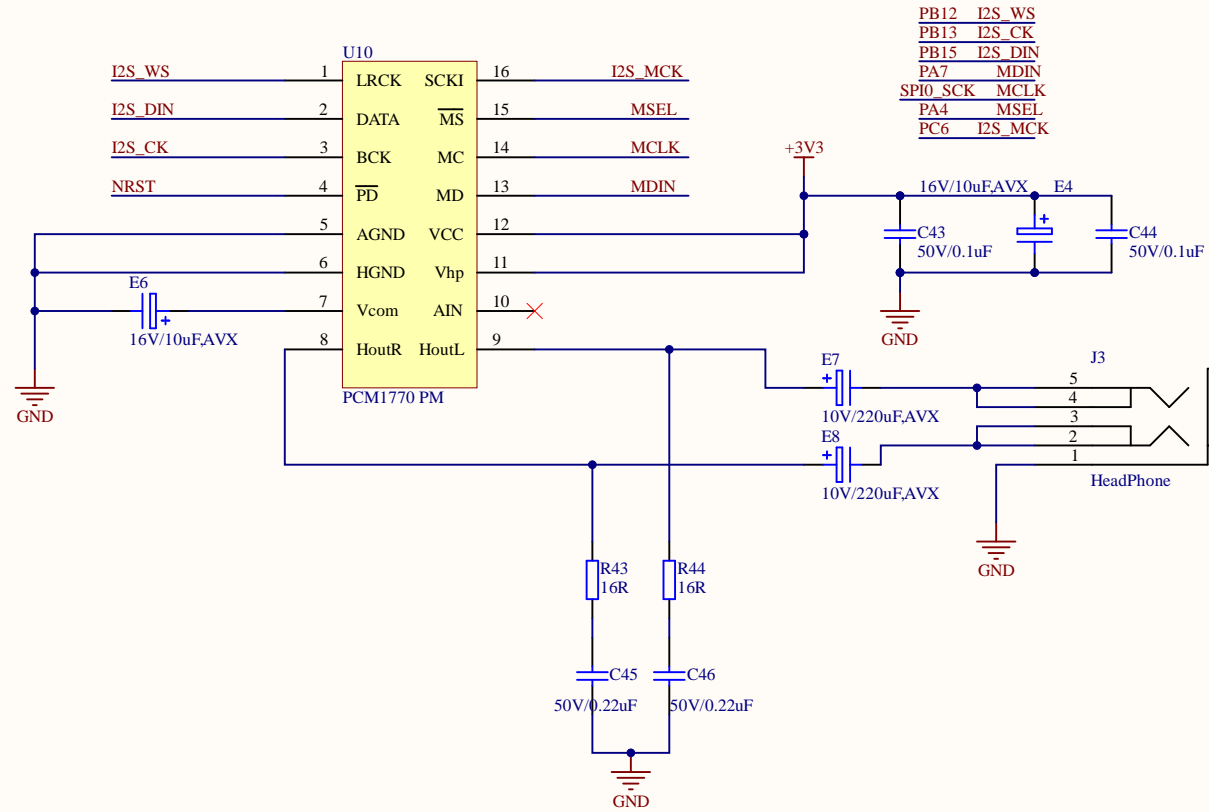 PB12 I2S_WS
PB13 I2S_CK
PB15 I2S_DIN
PA7 MDIN
SPI0_SCK MCLK
PA4 MSEL
PC6 I2S_MCK
U10
I2S_WS 1 LRCK SCKI 16 I2S_MCK
I2S_DIN 2 DATA MS 15 MSEL
I2S_CK 3 BCK MC 14 MCLK
NRST 4 PD MD 13 MDIN
5 AGND VCC 12
6 HGND Vhp 11
7 Vcom AIN 10
8 HoutR HoutL 9
PCM1770 PM
E6
16V/10uF,AVX
GND
+3V3
16V/10uF,AVX E4
C43
50V/0.1uF
C44
50V/0.1uF
GND
E7
10V/220uF,AVX
E8
10V/220uF,AVX
J3
5
4
3
2
1
HeadPhone
GND
R43
16R
R44
16R
C45
50V/0.22uF
C46
50V/0.22uF
GND